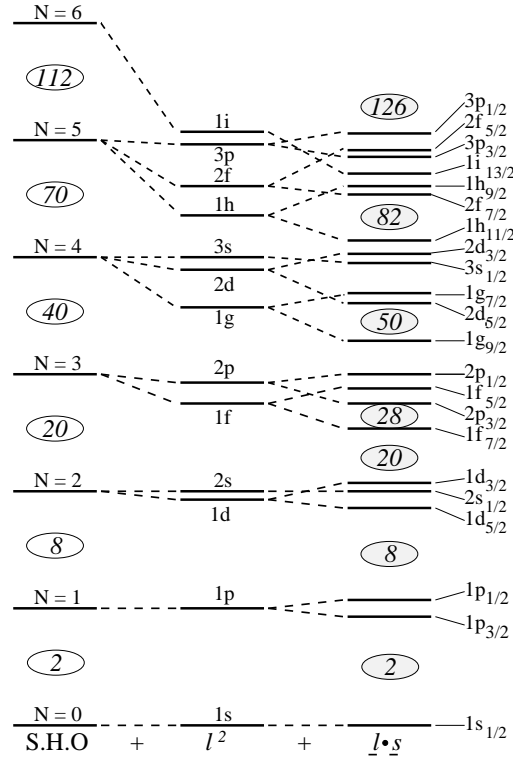 N = 6
112
126
3p1/2
2f5/2
1i
N = 5
3p3/2
3p
1i13/2
2f
1h9/2
70
1h
82
2f7/2
1h11/2
N = 4
3s
2d3/2
2d
3s1/2
1g7/2
40
1g
50
2d5/2
1g9/2
N = 3
2p
2p1/2
1f5/2
1f
28
2p3/2
20
1f7/2
20
N = 2
2s
1d3/2
2s1/2
1d
1d5/2
8
8
N = 1
1p
1p1/2
1p3/2
2
2
N = 0
1s
1s1/2
S.H.O + l² + l•s